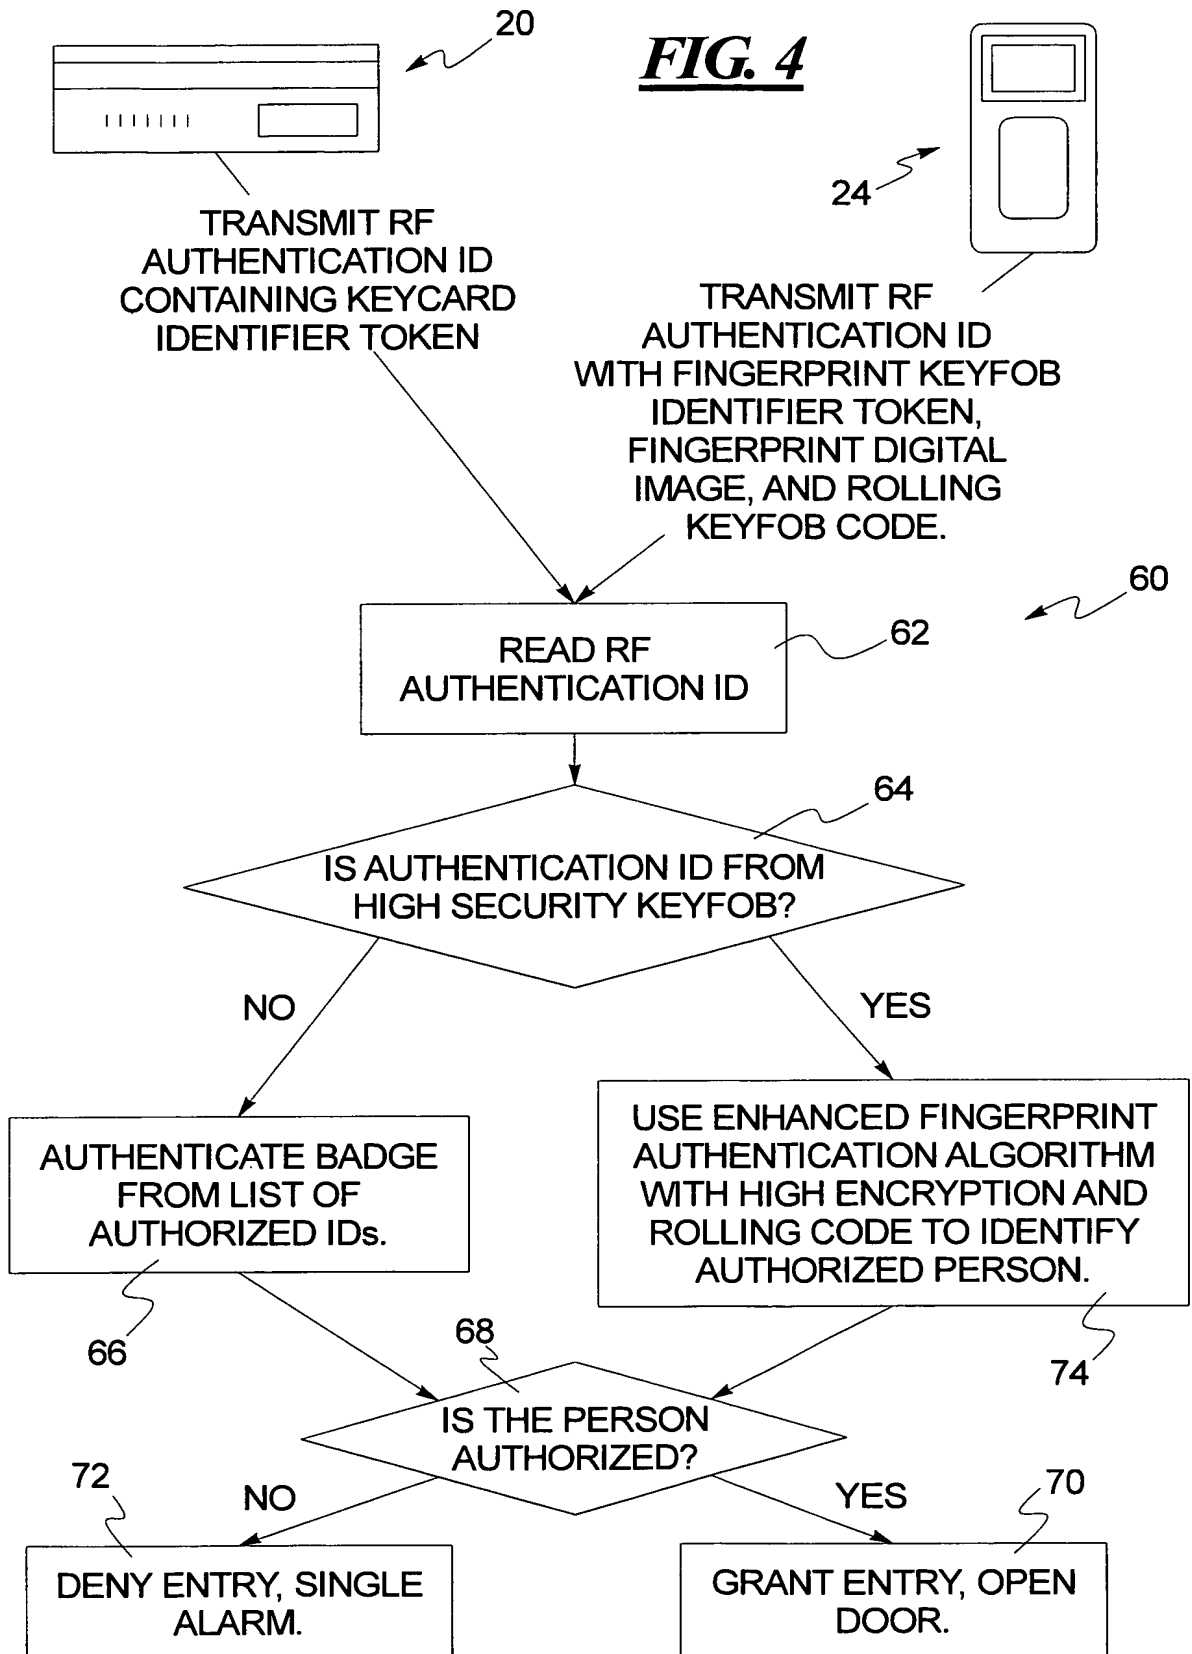 20
FIG. 4
24
TRANSMIT RF
AUTHENTICATION ID
CONTAINING KEYCARD
IDENTIFIER TOKEN
TRANSMIT RF
AUTHENTICATION ID
WITH FINGERPRINT KEYFOB
IDENTIFIER TOKEN,
FINGERPRINT DIGITAL
IMAGE, AND ROLLING
KEYFOB CODE.
60
62
READ RF
AUTHENTICATION ID
64
IS AUTHENTICATION ID FROM
HIGH SECURITY KEYFOB?
NO
YES
AUTHENTICATE BADGE
FROM LIST OF
AUTHORIZED IDs.
66
USE ENHANCED FINGERPRINT
AUTHENTICATION ALGORITHM
WITH HIGH ENCRYPTION AND
ROLLING CODE TO IDENTIFY
AUTHORIZED PERSON.
74
68
IS THE PERSON
AUTHORIZED?
72
NO
YES
70
DENY ENTRY, SINGLE
ALARM.
GRANT ENTRY, OPEN
DOOR.